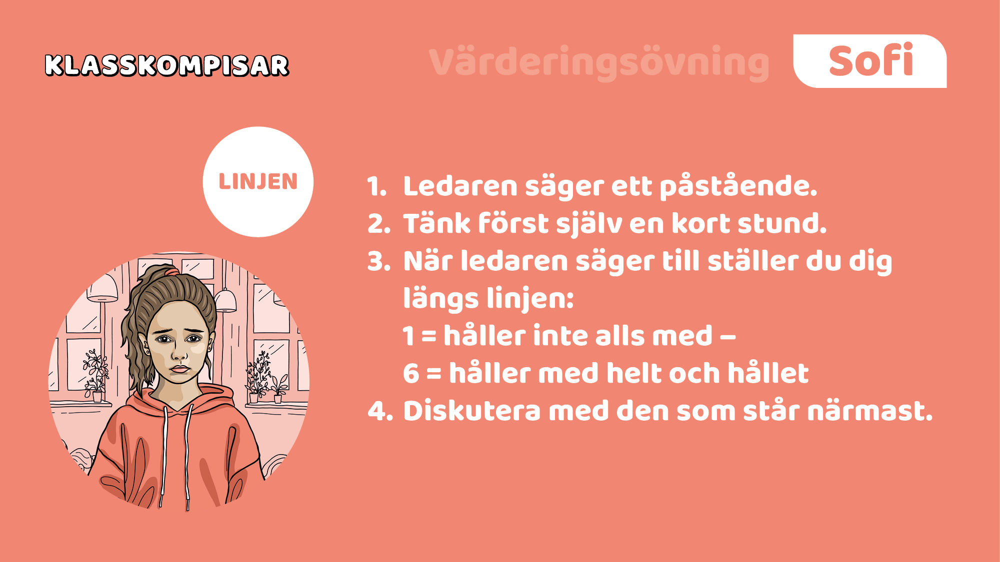 KLASSKOMPISAR
Värderingsövning
Sofi
LINJEN
1. Ledaren säger ett påstående.
2. Tänk först själv en kort stund.
3. När ledaren säger till ställer du dig
längs linjen:
1 = håller inte alls med –
6 = håller med helt och hållet
4. Diskutera med den som står närmast.